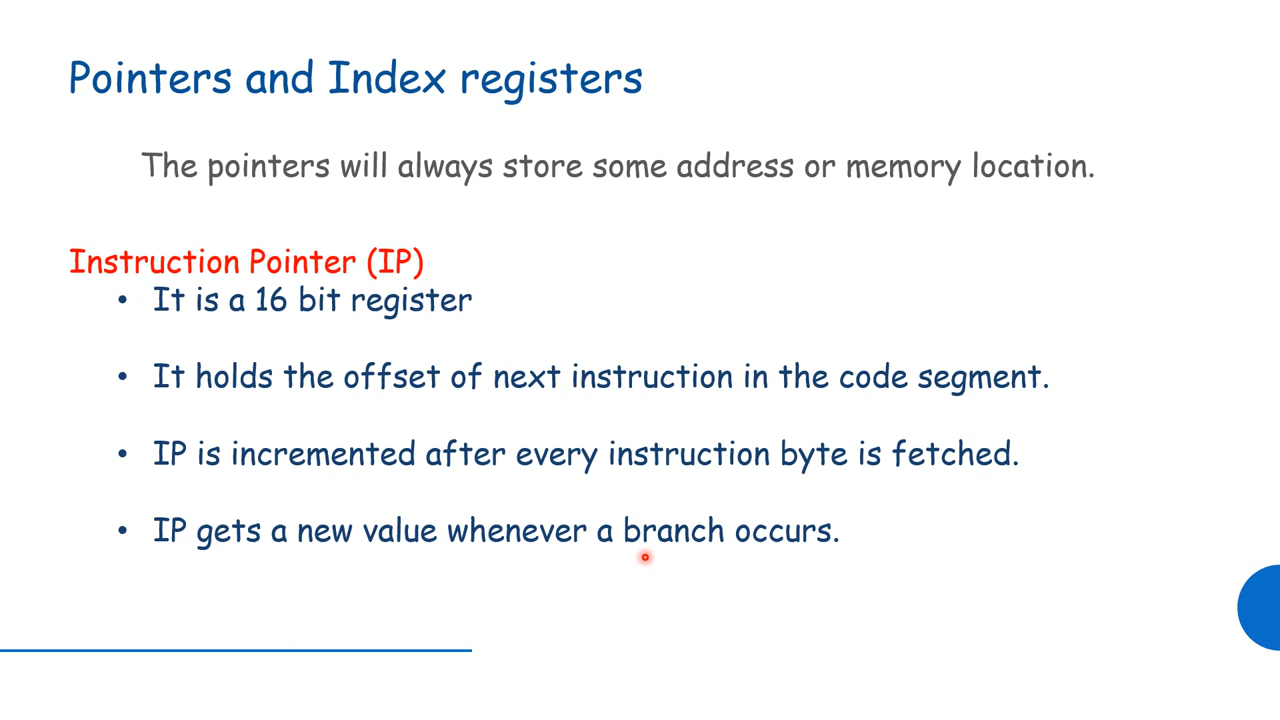 Pointers and Index registers
The pointers will always store some address or memory location.
Instruction Pointer (IP)
• It is a 16 bit register
• It holds the offset of next instruction in the code segment.
• IP is incremented after every instruction byte is fetched.
• IP gets a new value whenever a branch occurs.